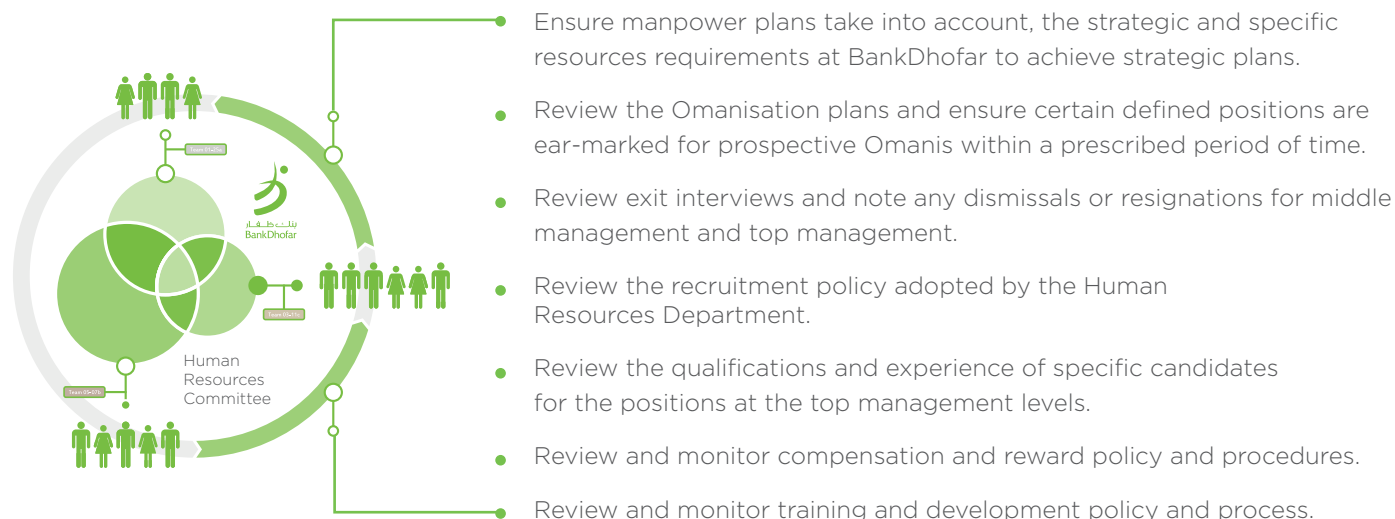 Ensure manpower plans take into account, the strategic and specific
resources requirements at BankDhofar to achieve strategic plans.
Review the Omanisation plans and ensure certain defined positions are
ear-marked for prospective Omanis within a prescribed period of time.
Review exit interviews and note any dismissals or resignations for middle
management and top management.
Review the recruitment policy adopted by the Human
Resources Department.
Review the qualifications and experience of specific candidates
for the positions at the top management levels.
Review and monitor compensation and reward policy and procedures.
Review and monitor training and development policy and process.
بنك ظفار
BankDhofar
Human
Resources
Committee